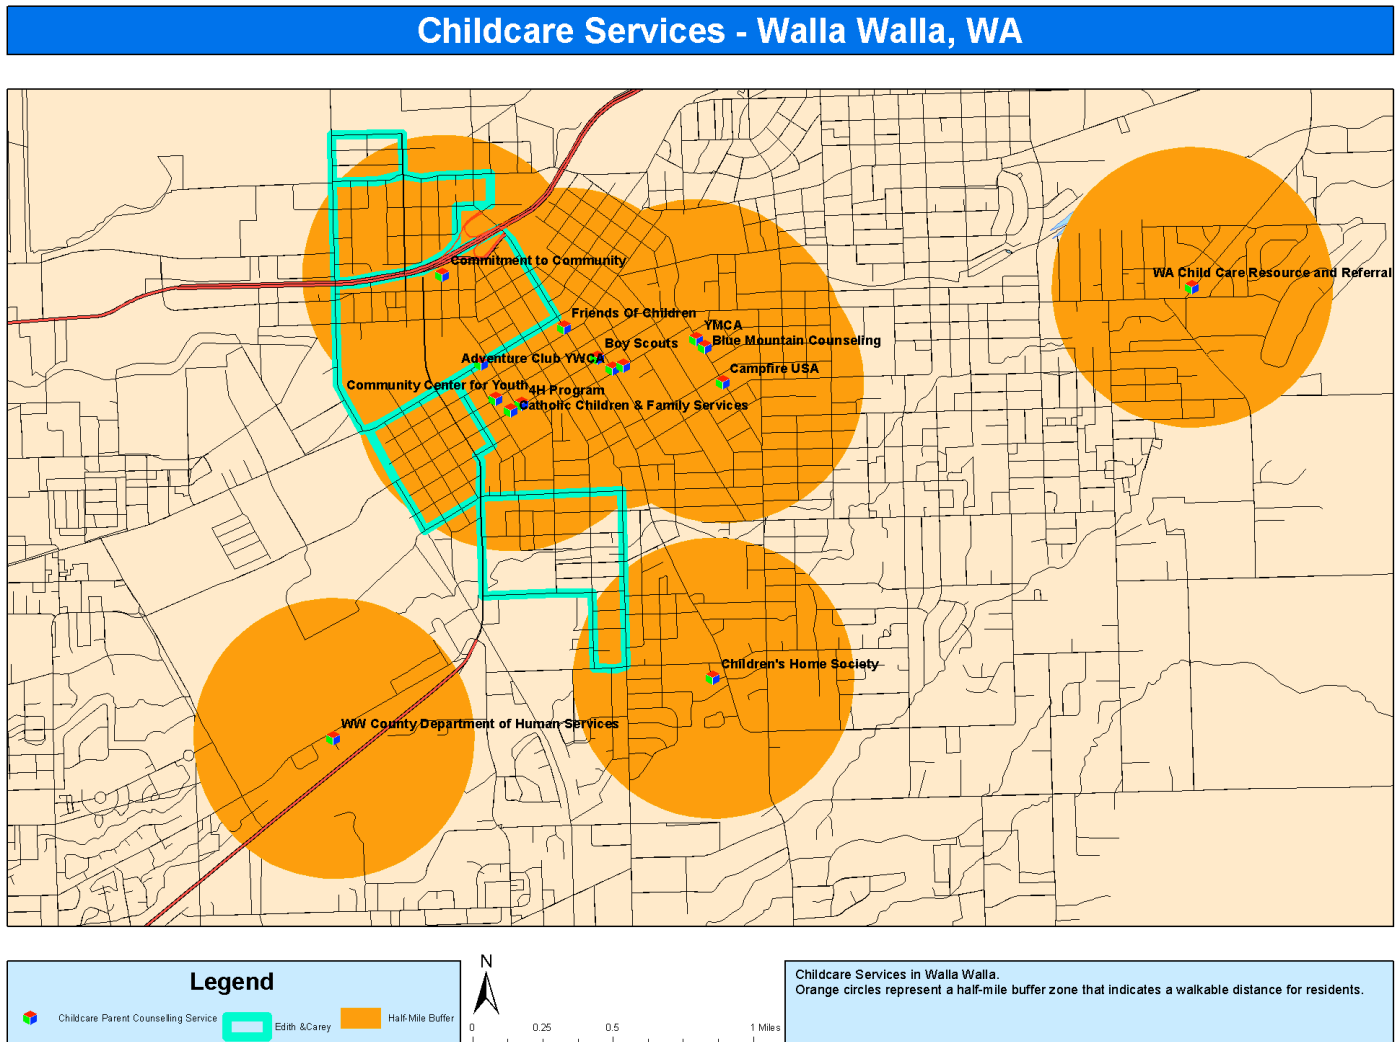 Childcare Services - Walla Walla, WA
Commitment to Community
WA Child Care Resource and Referral
Friends Of Children
YMCA
Boy Scouts
Blue Mountain Counseling
Adventure Club YWCA
Campfire USA
Community Center for Youth
4H Program
Catholic Children & Family Services
Children's Home Society
WW County Department of Human Services
Legend
Childcare Parent Counselling Service
Edith &Carey
Half-Mile Buffer
N
0 0.25 0.5 1 Miles
Childcare Services in Walla Walla.
Orange circles represent a half-mile buffer zone that indicates a walkable distance for residents.